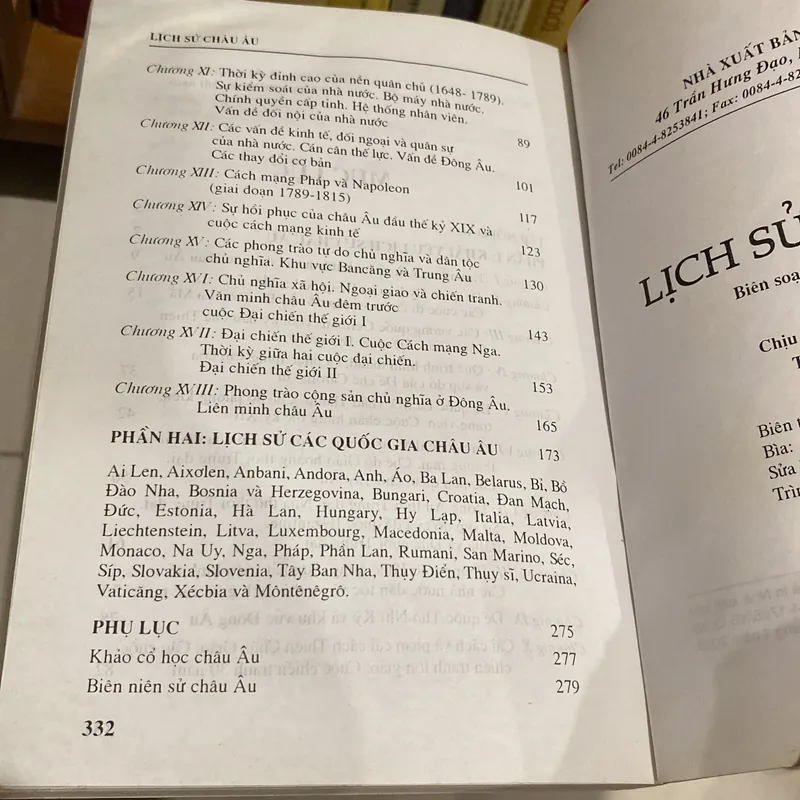 LỊCH SỬ CHÂU ÂU
Chương XI: Thời kỳ đỉnh cao của nền quân chủ (1648- 1789).
Sự kiểm soát của nhà nước. Bộ máy nhà nước.
Chính quyền cấp tỉnh. Hệ thống nhân viên.
Vấn đề đối nội của nhà nước 89
Chương XII: Các vấn đề kinh tế, đối ngoại và quân sự
của nhà nước. Cán cân thế lực. Vấn đề Đông Âu.
Các thay đổi cơ bản 101
Chương XIII: Cách mạng Pháp và Napoleon
(giai đoạn 1789-1815) 117
Chương XIV: Sự hồi phục của châu Âu đầu thế kỷ XIX và
cuộc cách mạng kinh tế 123
Chương XV: Các phong trào tự do chủ nghĩa và dân tộc
chủ nghĩa. Khu vực Bancăng và Trung Âu 130
Chương XVI: Chủ nghĩa xã hội. Ngoại giao và chiến tranh.
Văn minh châu Âu đêm trước
cuộc Đại chiến thế giới I 143
Chương XVII: Đại chiến thế giới I. Cuộc Cách mạng Nga.
Thời kỳ giữa hai cuộc đại chiến.
Đại chiến thế giới II 153
Chương XVIII: Phong trào cộng sản chủ nghĩa ở Đông Âu.
Liên minh châu Âu 165
PHẦN HAI: LỊCH SỬ CÁC QUỐC GIA CHÂU ÂU 173
Ai Len, Aixơlen, Anbani, Andora, Anh, Áo, Ba Lan, Belarus, Bỉ, Bồ
Đào Nha, Bosnia và Herzegovina, Bungari, Croatia, Đan Mạch,
Đức, Estonia, Hà Lan, Hungary, Hy Lạp, Italia, Latvia,
Liechtenstein, Litva, Luxembourg, Macedonia, Malta, Moldova,
Monaco, Na Uy, Nga, Pháp, Phần Lan, Rumani, San Marino, Séc,
Síp, Slovakia, Slovenia, Tây Ban Nha, Thụy Điển, Thụy sĩ, Ucraina,
Vaticăng, Xécbia và Môntênêgrô.
PHỤ LỤC 275
Khảo cổ học châu Âu 277
Biên niên sử châu Âu 279
332
NHÀ XUẤT BẢN
46 Trần Hưng Đạo,
Tel: 0084-4-8253841; Fax: 0084-4-82
LỊCH SỬ
Biên soạ
Chịu
Biên t
Bìa:
Sửa
Trìn